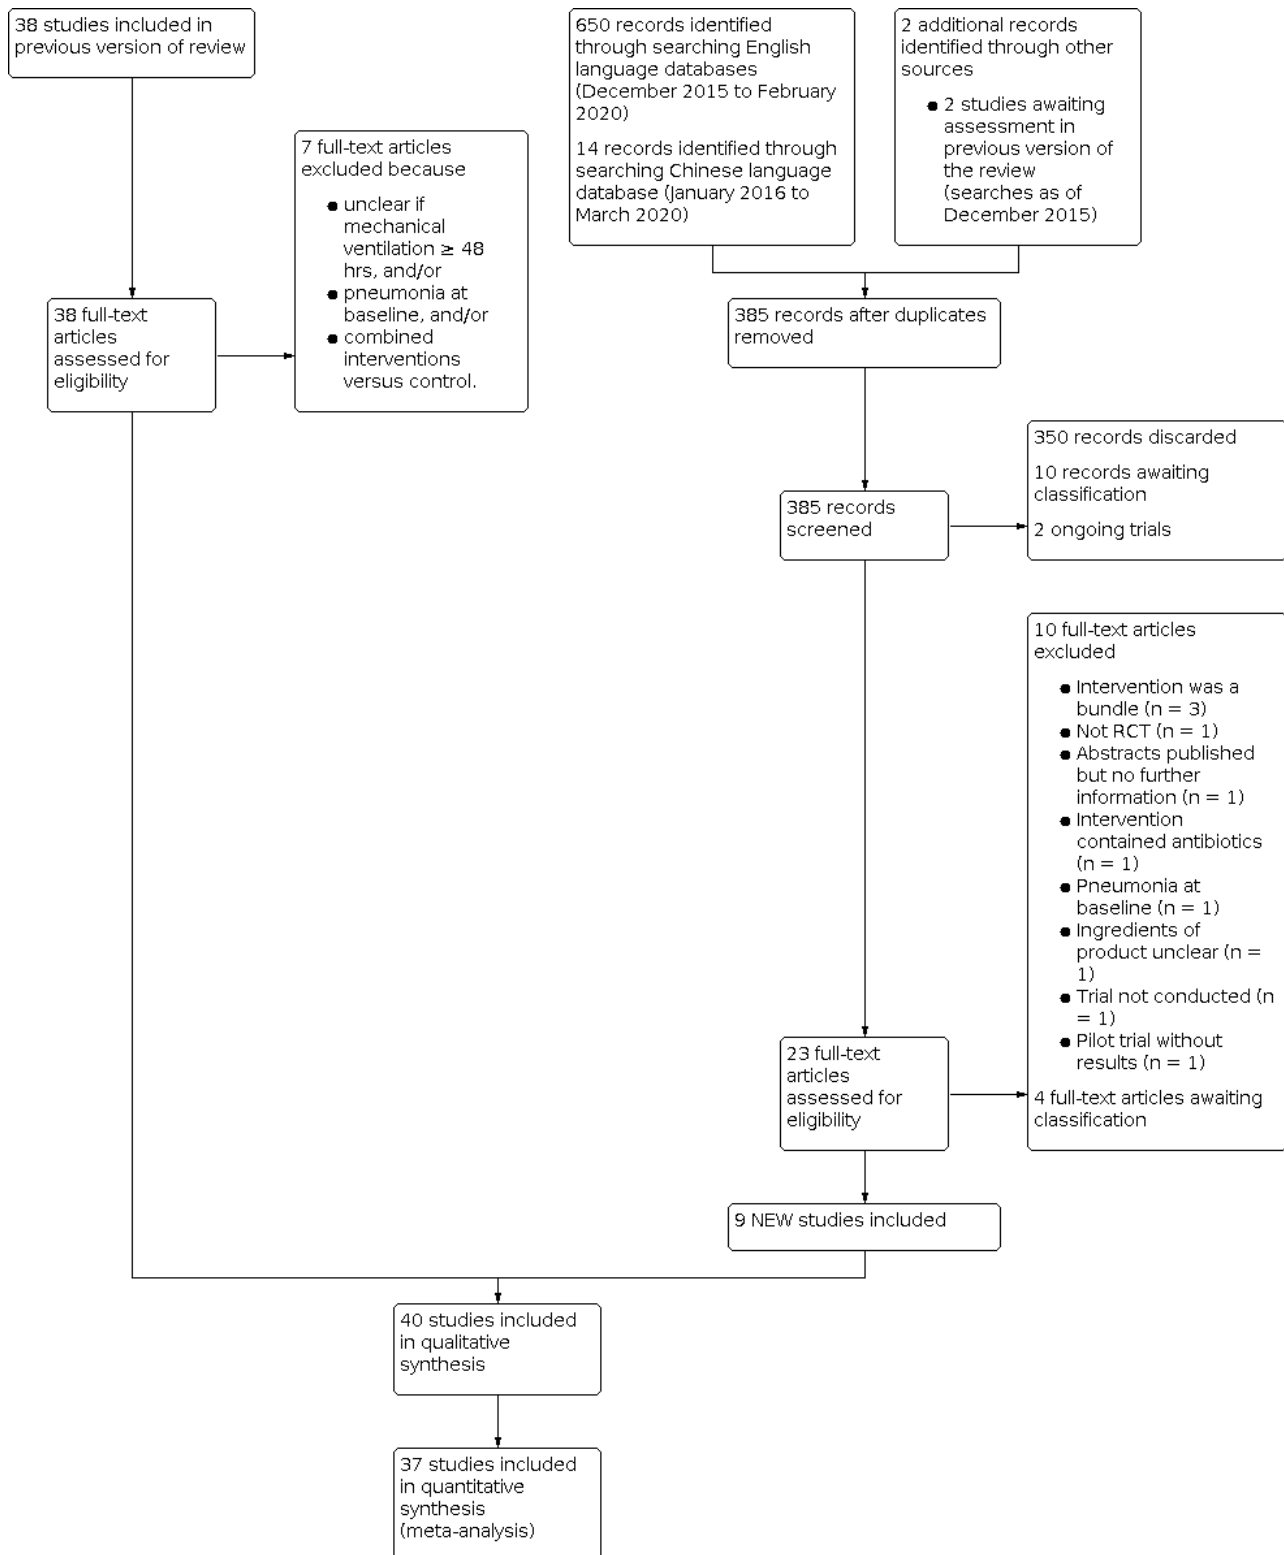 38 studies included in
previous version of review
650 records identified
through searching English
language databases
(December 2015 to February
2020)
14 records identified through
searching Chinese language
database (January 2016 to
March 2020)
2 additional records
identified through other
sources
● 2 studies awaiting
assessment in
previous version of
the review
(searches as of
December 2015)
7 full-text articles
excluded because
● unclear if
mechanical
ventilation ≥ 48
hrs, and/or
● pneumonia at
baseline, and/or
● combined
interventions
versus control.
38 full-text
articles
assessed for
eligibility
385 records after duplicates
removed
350 records discarded
10 records awaiting
classification
2 ongoing trials
385 records
screened
10 full-text articles
excluded
● Intervention was a
bundle (n = 3)
● Not RCT (n = 1)
● Abstracts published
but no further
information (n = 1)
● Intervention
contained antibiotics
(n = 1)
● Pneumonia at
baseline (n = 1)
● Ingredients of
product unclear (n =
1)
● Trial not conducted (n
= 1)
● Pilot trial without
results (n = 1)
4 full-text articles awaiting
classification
23 full-text
articles
assessed for
eligibility
9 NEW studies included
40 studies included
in qualitative
synthesis
37 studies included
in quantitative
synthesis
(meta-analysis)